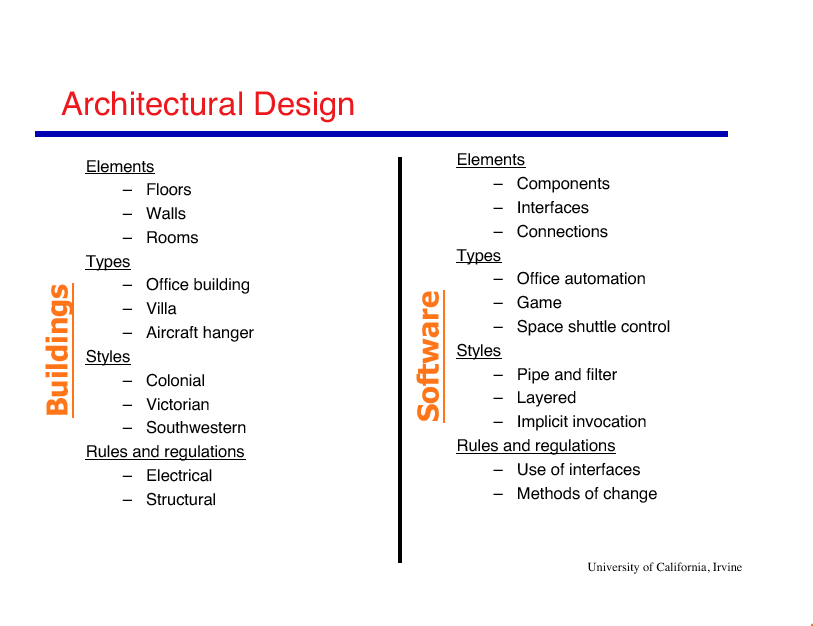 Architectural Design
Buildings
Elements
– Floors
– Walls
– Rooms
Types
– Office building
– Villa
– Aircraft hanger
Styles
– Colonial
– Victorian
– Southwestern
Rules and regulations
– Electrical
– Structural
Software
Elements
– Components
– Interfaces
– Connections
Types
– Office automation
– Game
– Space shuttle control
Styles
– Pipe and filter
– Layered
– Implicit invocation
Rules and regulations
– Use of interfaces
– Methods of change
University of California, Irvine